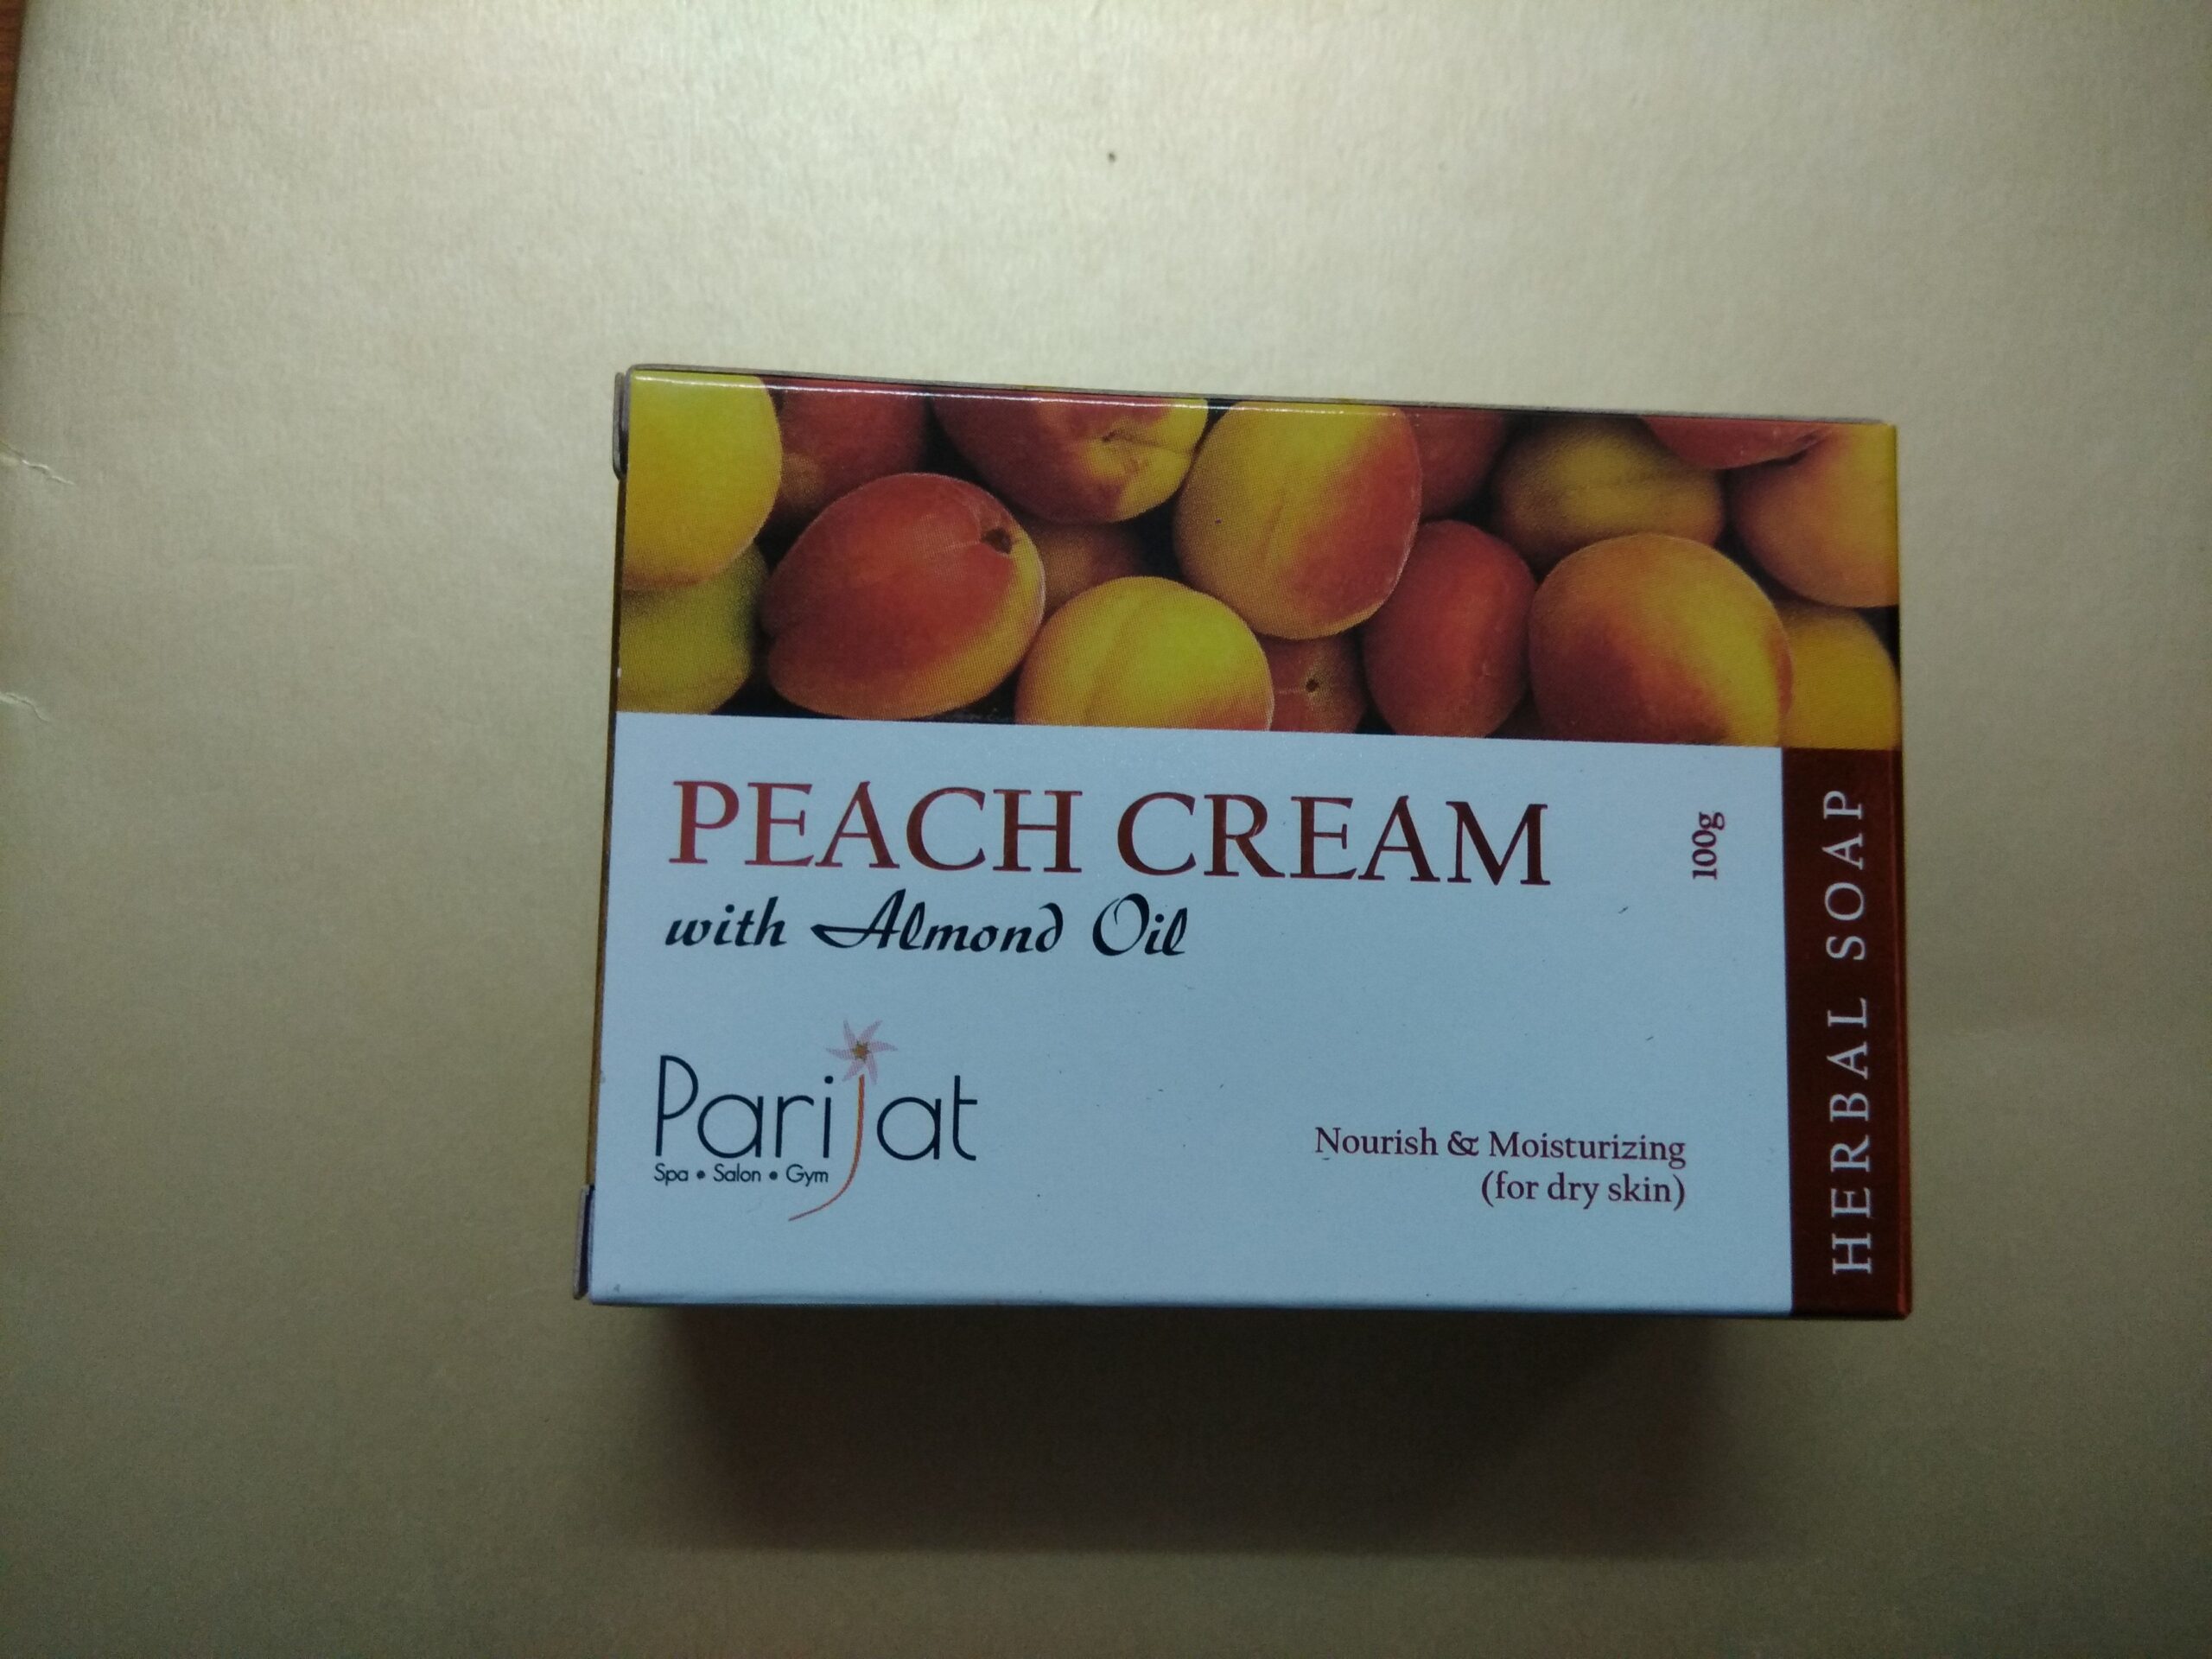 PEACH CREAM
with Almond Oil
100g
HERBAL SOAP
Parijat
Spa • Salon • Gym
Nourish & Moisturizing
(for dry skin)